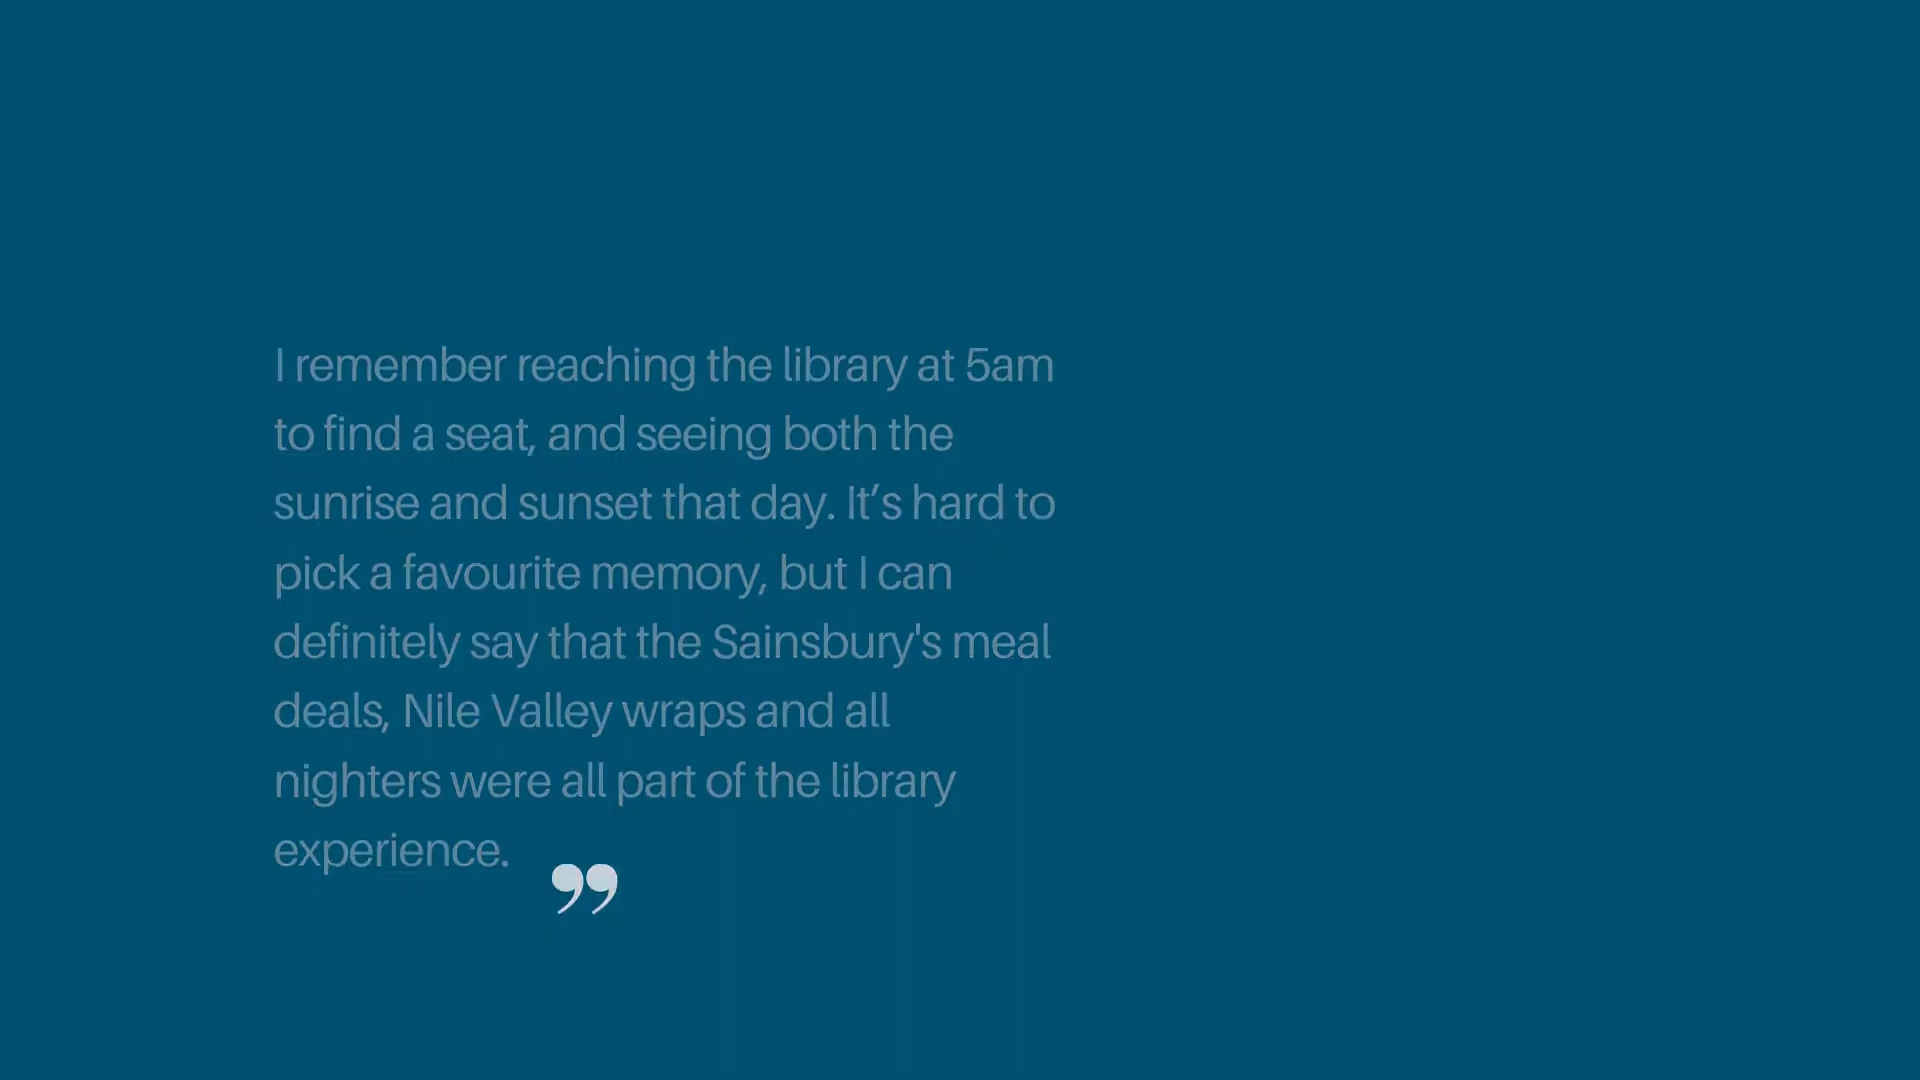 I remember reaching the library at 5am
to find a seat, and seeing both the
sunrise and sunset that day. It’s hard to
pick a favourite memory, but I can
definitely say that the Sainsbury's meal
deals, Nile Valley wraps and all
nighters were all part of the library
experience.
”